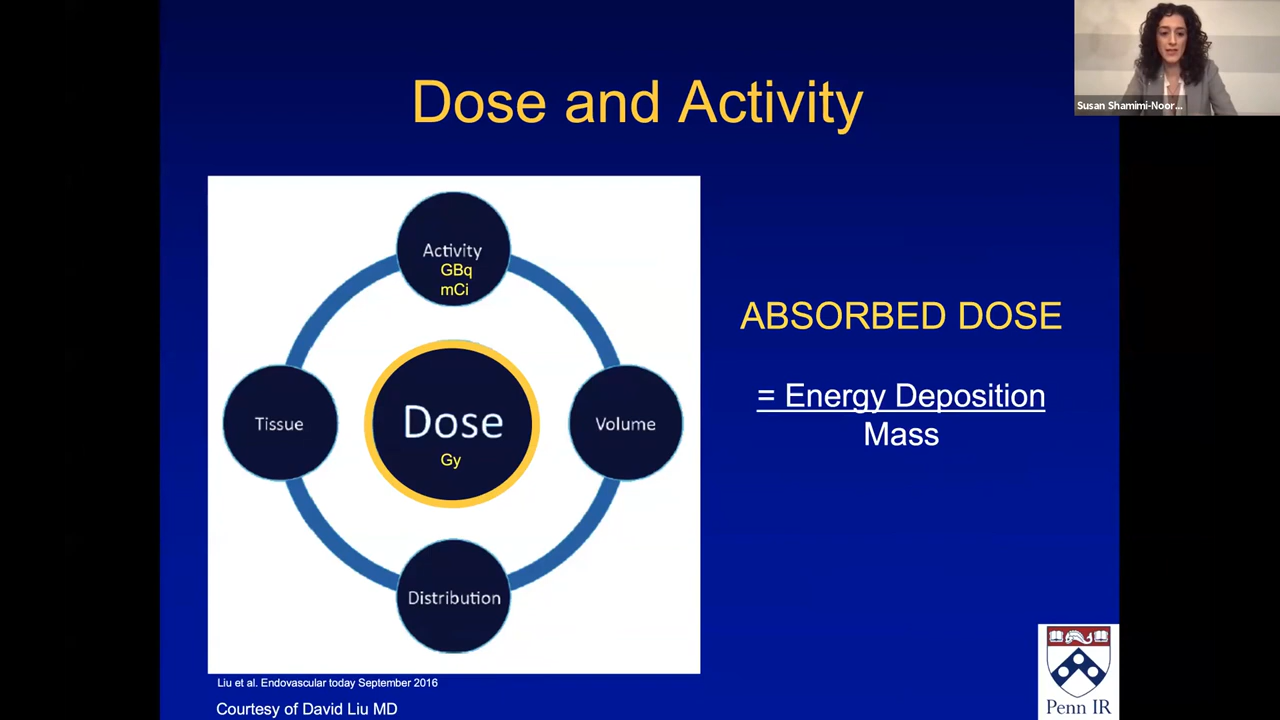 Susan Shamimi-Noor...
Dose and Activity
Activity
GBq
mCi
Tissue
Dose
Gy
Volume
Distribution
ABSORBED DOSE
= Energy Deposition
Mass
Liu et al. Endovascular today September 2016
Courtesy of David Liu MD
Penn IR